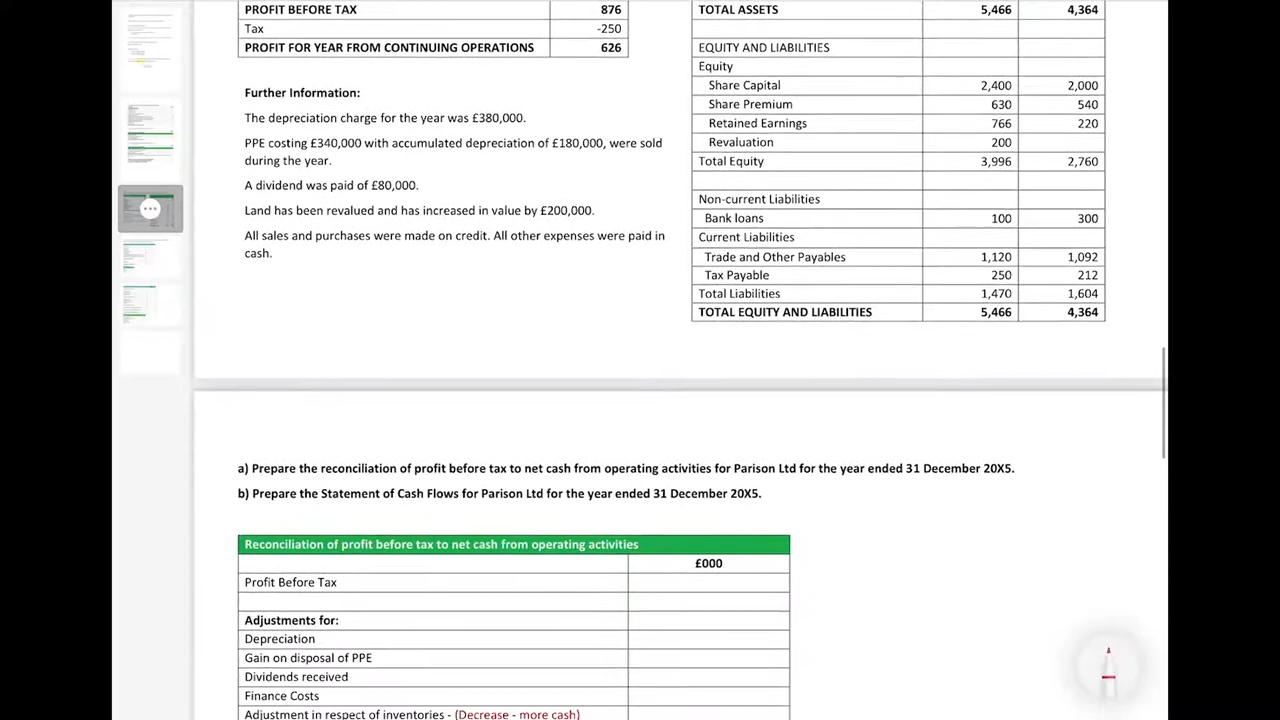 PROFIT BEFORE TAX 876
Tax -250
PROFIT FOR YEAR FROM CONTINUING OPERATIONS 626
Further Information:
The depreciation charge for the year was £380,000.
PPE costing £340,000 with accumulated depreciation of £180,000, were sold
during the year.
A dividend was paid of £80,000.
Land has been revalued and has increased in value by £200,000.
All sales and purchases were made on credit. All other expenses were paid in
cash.
TOTAL ASSETS 5,466 4,364
EQUITY AND LIABILITIES
Equity
Share Capital 2,400 2,000
Share Premium 630 540
Retained Earnings 766 220
Revaluation 200 0
Total Equity 3,996 2,760
Non-current Liabilities
Bank loans 100 300
Current Liabilities
Trade and Other Payables 1,120 1,092
Tax Payable 250 212
Total Liabilities 1,470 1,604
TOTAL EQUITY AND LIABILITIES 5,466 4,364
a) Prepare the reconciliation of profit before tax to net cash from operating activities for Parison Ltd for the year ended 31 December 20X5.
b) Prepare the Statement of Cash Flows for Parison Ltd for the year ended 31 December 20X5.
Reconciliation of profit before tax to net cash from operating activities
£000
Profit Before Tax
Adjustments for:
Depreciation
Gain on disposal of PPE
Dividends received
Finance Costs
Adjustment in respect of inventories - (Decrease - more cash)